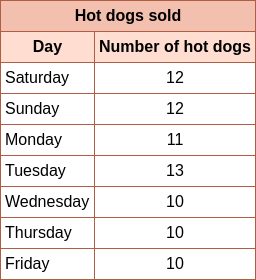 Hot dogs sold
Day Number of hot dogs
Saturday 12
Sunday 12
Monday 11
Tuesday 13
Wednesday 10
Thursday 10
Friday 10